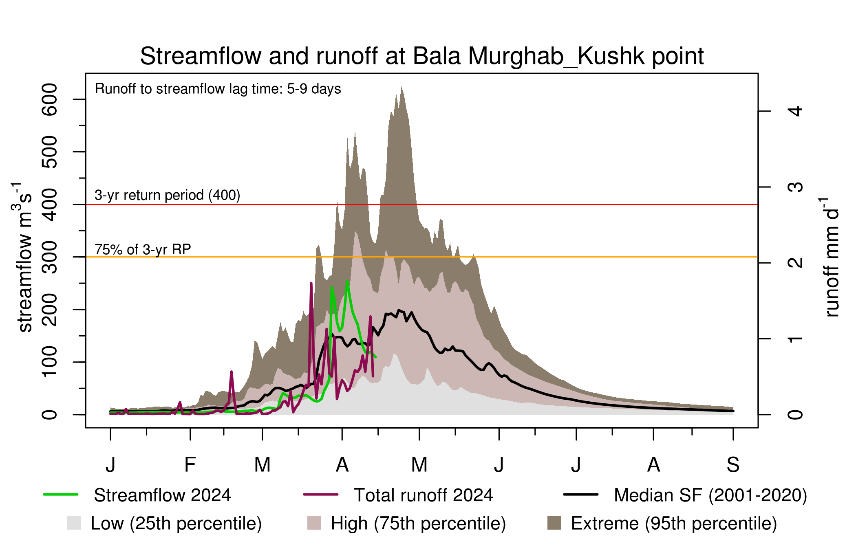 Streamflow and runoff at Bala Murghab_Kushk point
Runoff to streamflow lag time: 5-9 days
3-yr return period (400)
75% of 3-yr RP
streamflow m³s⁻¹
600
500
400
300
200
100
0
runoff mm d⁻¹
4
3
2
1
0
J F M A M J J A S
Streamflow 2024 Total runoff 2024 Median SF (2001-2020)
Low (25th percentile) High (75th percentile) Extreme (95th percentile)